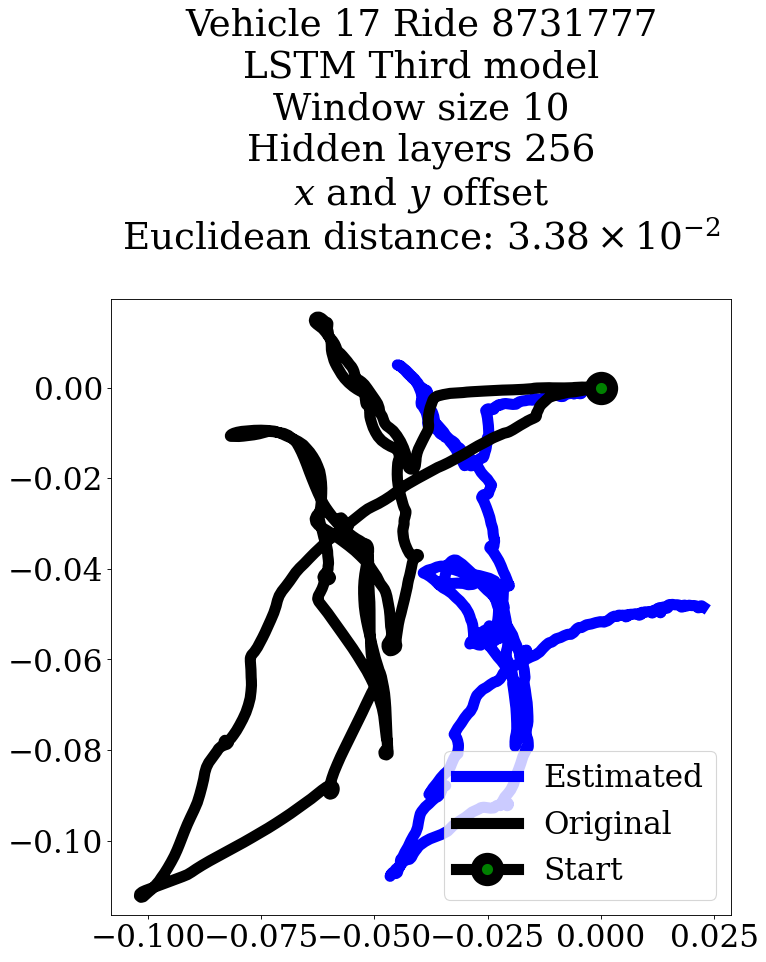 Vehicle 17 Ride 8731777
LSTM Third model
Window size 10
Hidden layers 256
x and y offset
Euclidean distance: 3.38 × 10⁻²
0.00
−0.02
−0.04
−0.06
−0.08
−0.10
Estimated
Original
Start
−0.100 −0.075 −0.050 −0.025 0.000 0.025